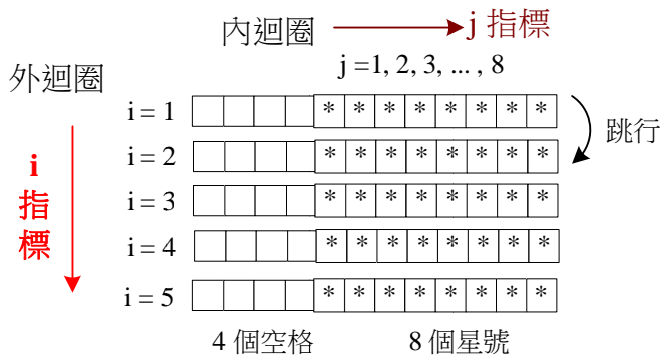 內迴圈 j 指標
外迴圈 j =1, 2, 3, ... , 8
i = 1 * * * * * * * * 跳行
i = 2 * * * * * * * *
i = 3 * * * * * * * *
i = 4 * * * * * * * *
i = 5 * * * * * * * *
i
指
標
4 個空格 8 個星號